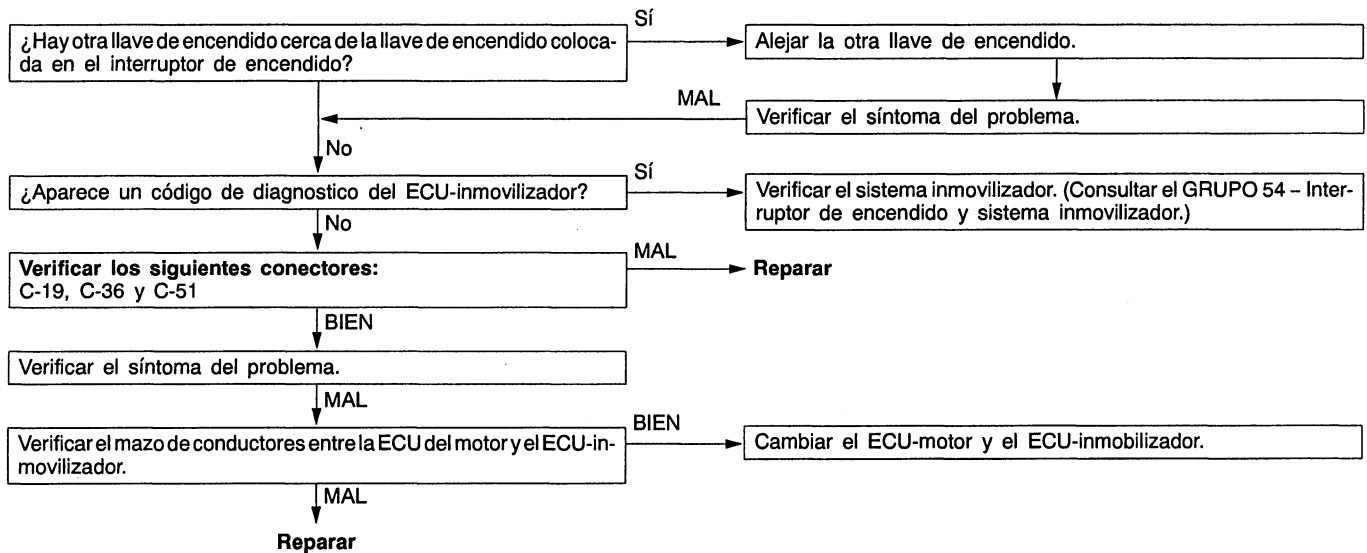 Sí
¿Hay otra llave de encendido cerca de la llave de encendido coloca-
da en el interruptor de encendido?
Alejar la otra llave de encendido.
MAL
Verificar el síntoma del problema.
No
¿Aparece un código de diagnostico del ECU-inmovilizador?
Sí
Verificar el sistema inmovilizador. (Consultar el GRUPO 54 – Inter-
ruptor de encendido y sistema inmovilizador.)
No
Verificar los siguientes conectores:
C-19, C-36 y C-51
MAL
Reparar
BIEN
Verificar el síntoma del problema.
MAL
Verificar el mazo de conductores entre la ECU del motor y el ECU-in-
movilizador.
BIEN
Cambiar el ECU-motor y el ECU-inmobilizador.
MAL
Reparar